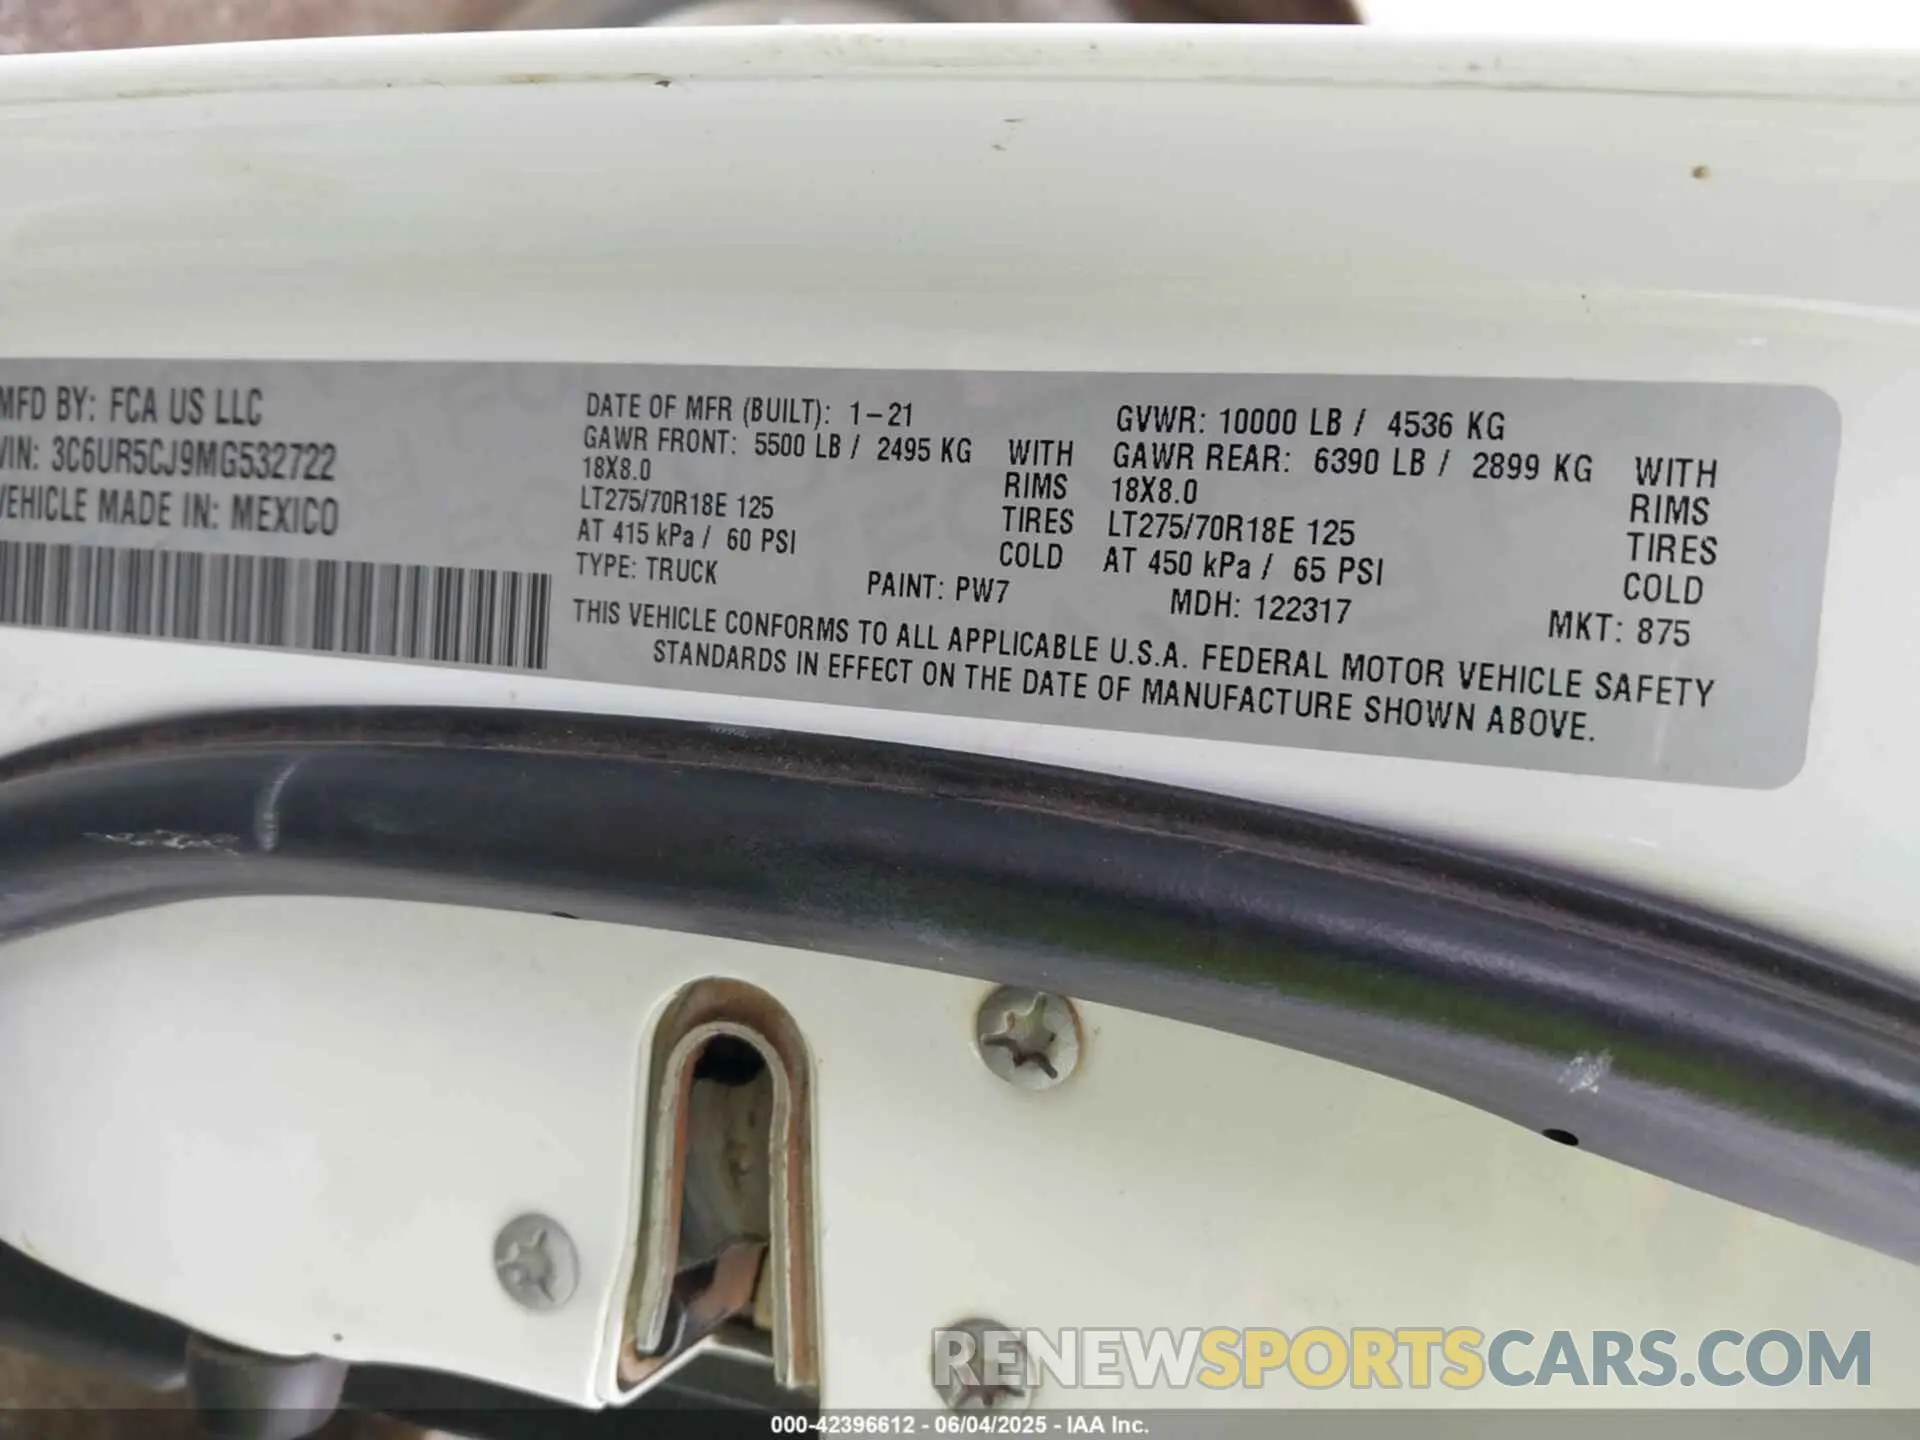 MFD BY: FCA US LLC
VIN: 3C6UR5CJ9MG532722
VEHICLE MADE IN: MEXICO
DATE OF MFR (BUILT): 1-21
GAWR FRONT: 5500 LB / 2495 KG WITH
18X8.0 RIMS
LT275/70R18E 125 TIRES
AT 415 kPa / 60 PSI COLD
TYPE: TRUCK
PAINT: PW7
GVWR: 10000 LB / 4536 KG
GAWR REAR: 6390 LB / 2899 KG WITH
18X8.0 RIMS
LT275/70R18E 125 TIRES
AT 450 kPa / 65 PSI COLD
MDH: 122317
MKT: 875
THIS VEHICLE CONFORMS TO ALL APPLICABLE U.S.A. FEDERAL MOTOR VEHICLE SAFETY
STANDARDS IN EFFECT ON THE DATE OF MANUFACTURE SHOWN ABOVE.
RENEWSPORTSCARS.COM
000-42396612 - 06/04/2025 - IAA Inc.